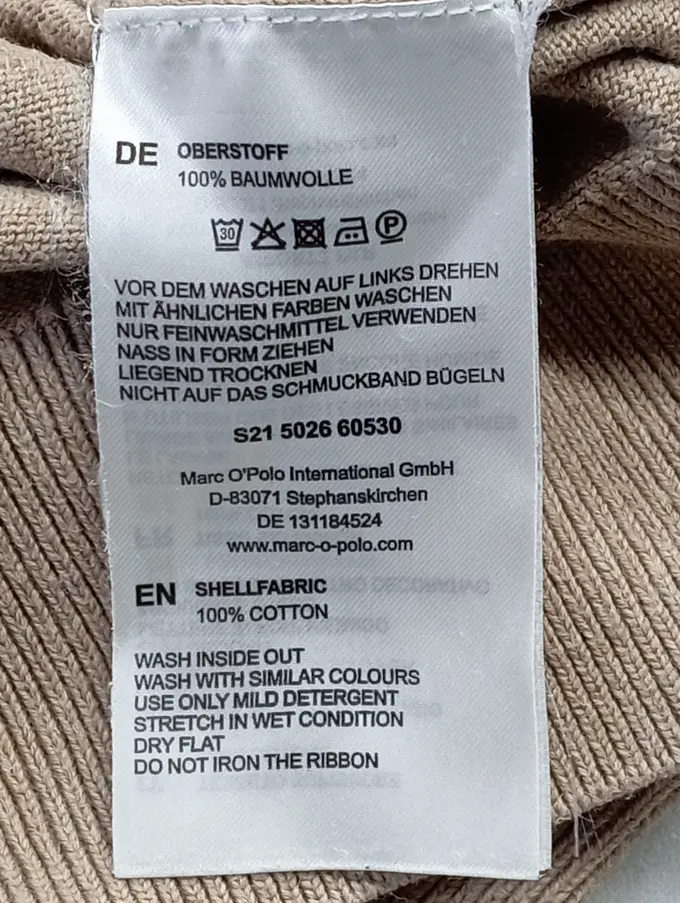 DE OBERSTOFF
100% BAUMWOLLE
30 P
VOR DEM WASCHEN AUF LINKS DREHEN
MIT ÄHNLICHEN FARBEN WASCHEN
NUR FEINWASCHMITTEL VERWENDEN
NASS IN FORM ZIEHEN
LIEGEND TROCKNEN
NICHT AUF DAS SCHMUCKBAND BÜGELN
S21 5026 60530
Marc O'Polo International GmbH
D-83071 Stephanskirchen
DE 131184524
www.marc-o-polo.com
EN SHELLFABRIC
100% COTTON
WASH INSIDE OUT
WASH WITH SIMILAR COLOURS
USE ONLY MILD DETERGENT
STRETCH IN WET CONDITION
DRY FLAT
DO NOT IRON THE RIBBON